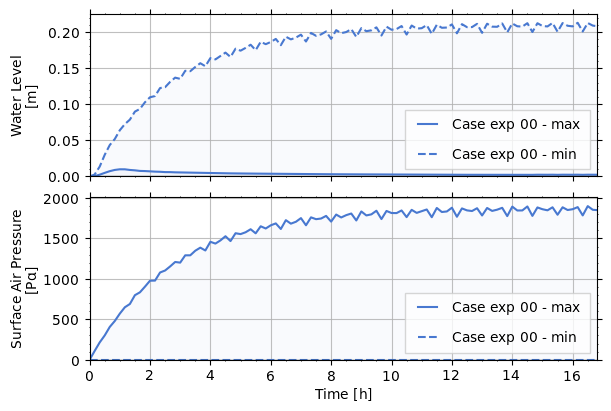 0.20
0.15
0.10
0.05
0.00
Water Level
[m]
Case exp 00 - max
Case exp 00 - min
2000
1500
1000
500
0
Surface Air Pressure
[Pα]
Case exp 00 - max
Case exp 00 - min
0 2 4 6 8 10 12 14 16
Time [h]